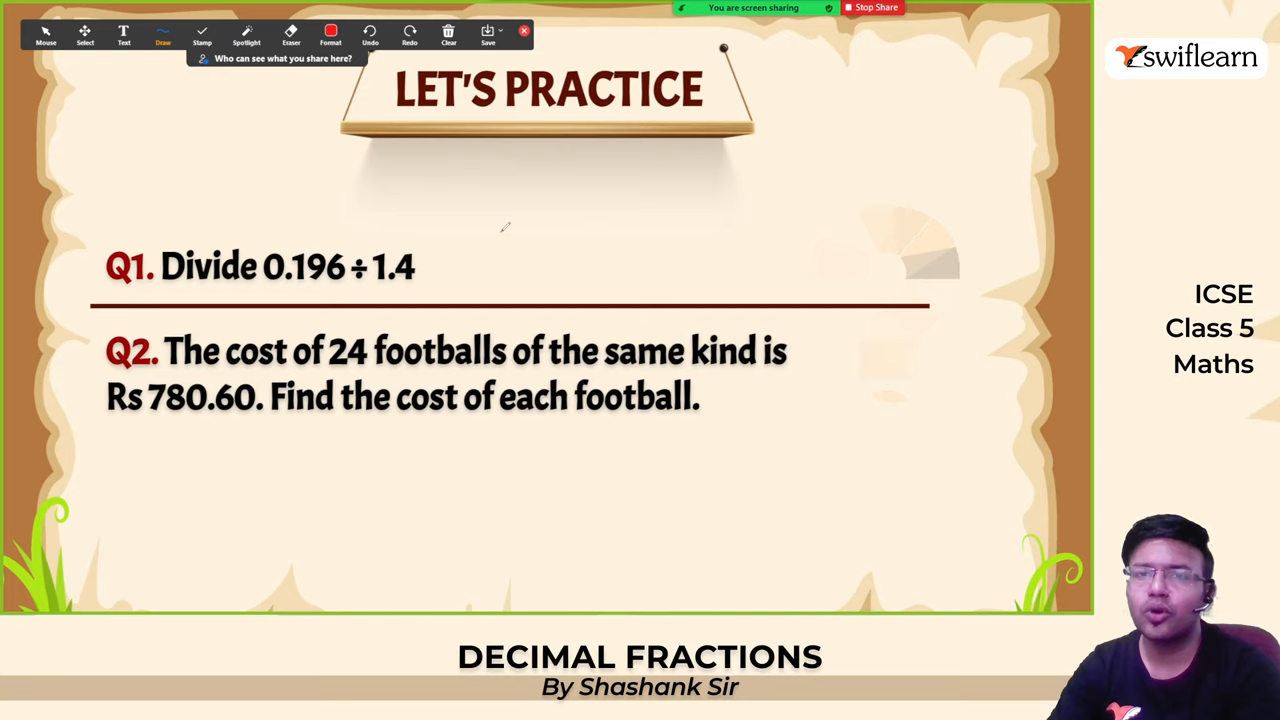 You are screen sharing
Stop Share
Mouse
Select
Text
Draw
Stamp
Spotlight
Eraser
Format
Undo
Redo
Clear
Save
Who can see what you share here?
LET'S PRACTICE
swiflearn
Q1. Divide 0.196 ÷ 1.4
Q2. The cost of 24 footballs of the same kind is
Rs 780.60. Find the cost of each football.
ICSE
Class 5
Maths
DECIMAL FRACTIONS
By Shashank Sir